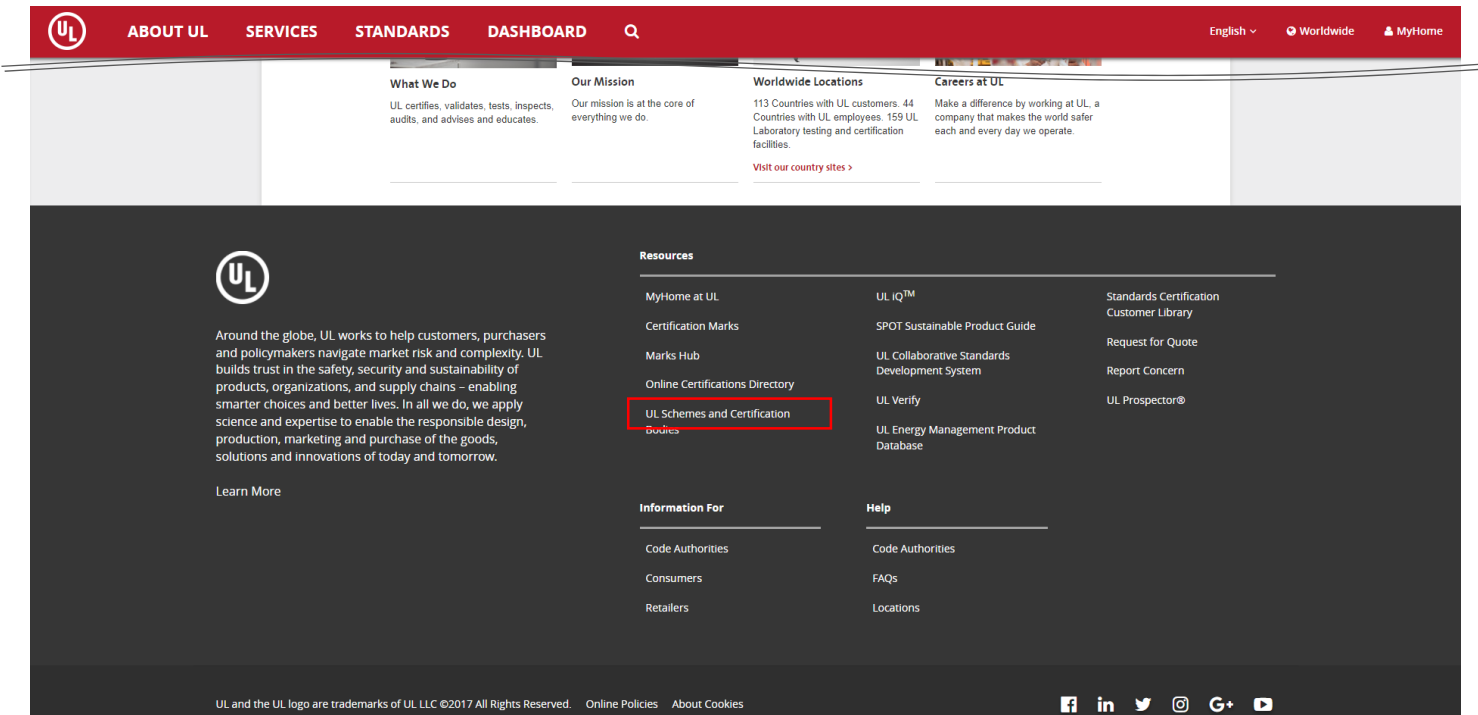 UL
ABOUT UL
SERVICES
STANDARDS
DASHBOARD
English
Worldwide
MyHome
What We Do
UL certifies, validates, tests, inspects,
audits, and advises and educates.
Our Mission
Our mission is at the core of
everything we do.
Worldwide Locations
113 Countries with UL customers. 44
Countries with UL employees. 159 UL
Laboratory testing and certification
facilities.
Visit our country sites >
Careers at UL
Make a difference by working at UL, a
company that makes the world safer
each and every day we operate.
UL
Around the globe, UL works to help customers, purchasers
and policymakers navigate market risk and complexity. UL
builds trust in the safety, security and sustainability of
products, organizations, and supply chains – enabling
smarter choices and better lives. In all we do, we apply
science and expertise to enable the responsible design,
production, marketing and purchase of the goods,
solutions and innovations of today and tomorrow.
Learn More
Resources
MyHome at UL
Certification Marks
Marks Hub
Online Certifications Directory
UL Schemes and Certification
Bodies
UL iQ™
SPOT Sustainable Product Guide
UL Collaborative Standards
Development System
UL Verify
UL Energy Management Product
Database
Standards Certification
Customer Library
Request for Quote
Report Concern
UL Prospector®
Information For
Code Authorities
Consumers
Retailers
Help
Code Authorities
FAQs
Locations
UL and the UL logo are trademarks of UL LLC ©2017 All Rights Reserved. Online Policies About Cookies